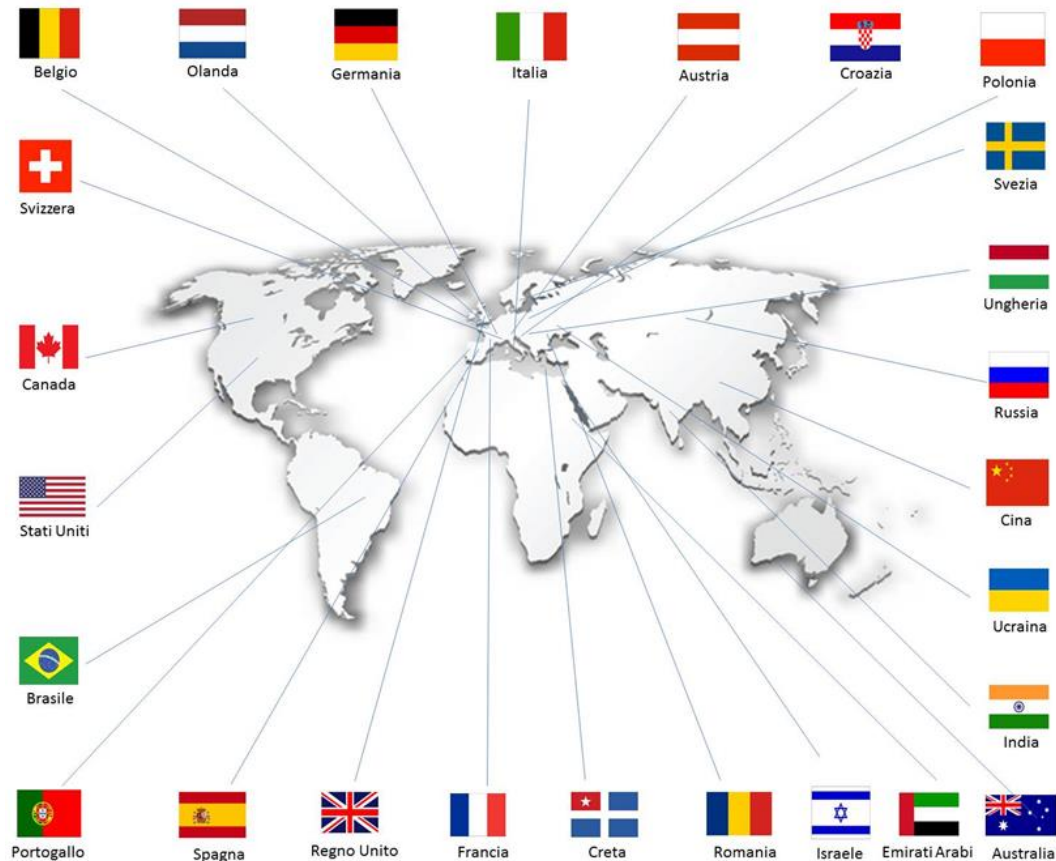 Belgio
Olanda
Germania
Italia
Austria
Croazia
Polonia
Svizzera
Svezia
Ungheria
Canada
Russia
Stati Uniti
Cina
Ucraina
Brasile
India
Portogallo
Spagna
Regno Unito
Francia
Creta
Romania
Israele
Emirati Arabi
Australia